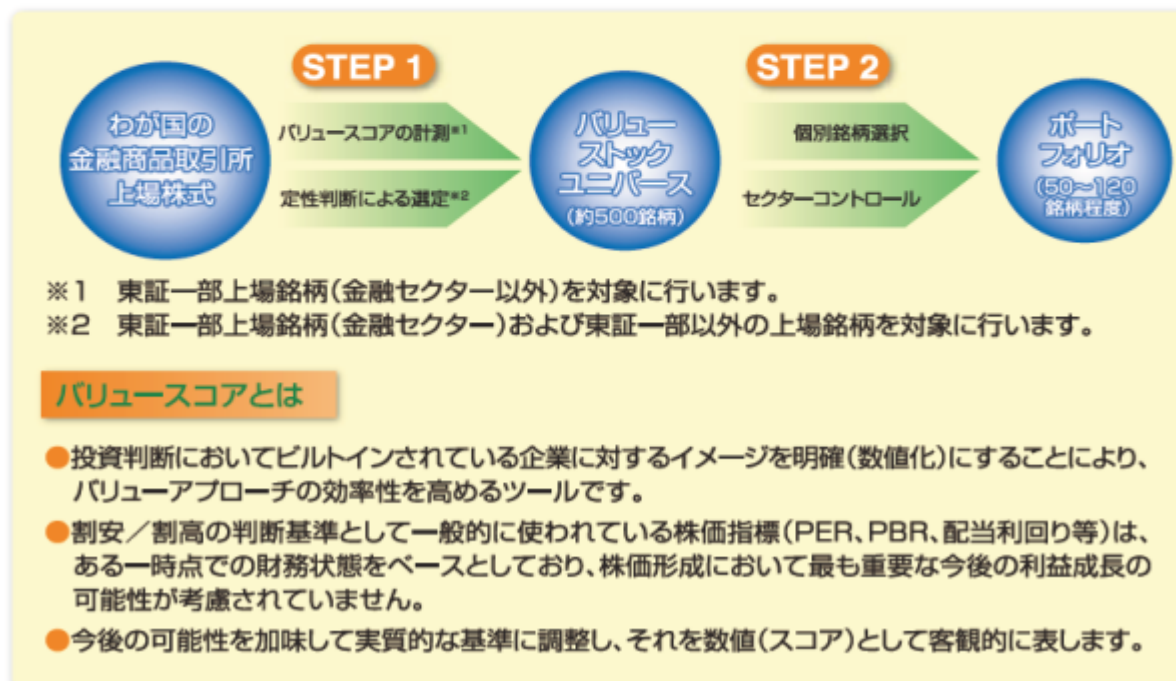 STEP 1
STEP 2
わが国の
金融商品取引所
上場株式
バリュースコアの計測※1
定性判断による選定※2
バリュー
ストック
ユニバース
(約500銘柄)
個別銘柄選択
セクターコントロール
ポート
フォリオ
(50〜120
銘柄程度)
※1 東証一部上場銘柄(金融セクター以外)を対象に行います。
※2 東証一部上場銘柄(金融セクター)および東証一部以外の上場銘柄を対象に行います。
バリュースコアとは
●投資判断においてビルトインされている企業に対するイメージを明確(数値化)にすることにより、
バリューアプローチの効率性を高めるツールです。
●割安/割高の判断基準として一般的に使われている株価指標(PER、PBR、配当利回り等)は、
ある一時点での財務状態をベースとしており、株価形成において最も重要な今後の利益成長の
可能性が考慮されていません。
●今後の可能性を加味して実質的な基準に調整し、それを数値(スコア)として客観的に表します。